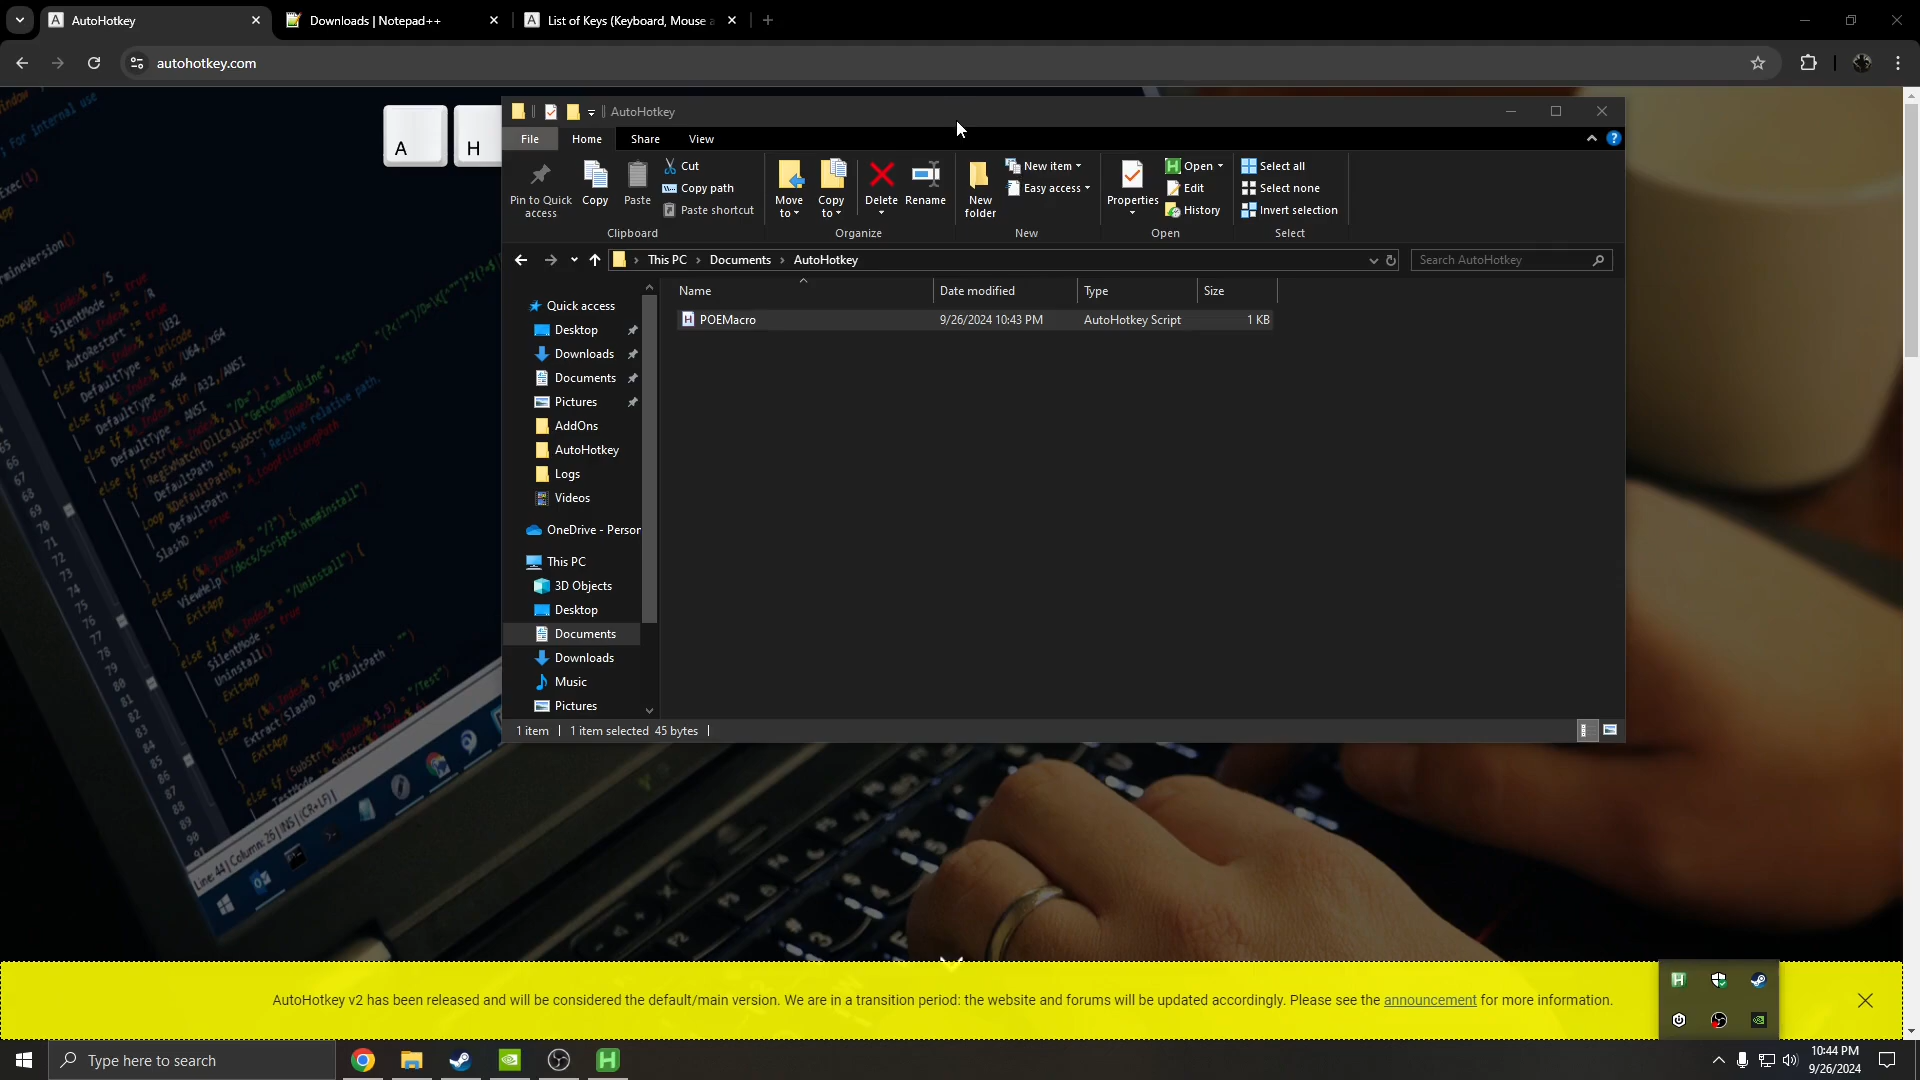 AutoHotkey
Downloads | Notepad++
List of Keys (Keyboard, Mouse
autohotkey.com
A
H
AutoHotkey
File
Home
Share
View
Pin to Quick access
Copy
Paste
Cut
Copy path
Paste shortcut
Clipboard
Move to
Copy to
Delete
Rename
Organize
New folder
New item
Easy access
New
Properties
Open
Edit
History
Open
Select all
Select none
Invert selection
Select
This PC
Documents
AutoHotkey
Search AutoHotkey
Name
Date modified
Type
Size
POEMacro
9/26/2024 10:43 PM
AutoHotkey Script
1 KB
Quick access
Desktop
Downloads
Documents
Pictures
AddOns
AutoHotkey
Logs
Videos
OneDrive - Person
This PC
3D Objects
Desktop
Documents
Downloads
Music
Pictures
1 item
1 item selected 45 bytes
AutoHotkey v2 has been released and will be considered the default/main version. We are in a transition period: the website and forums will be updated accordingly. Please see the announcement for more information.
Type here to search
10:44 PM
9/26/2024